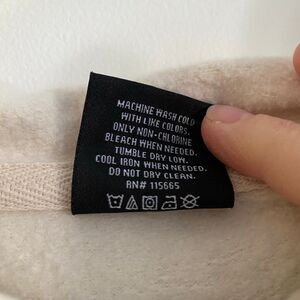 MACHINE WASH COLD
WITH LIKE COLORS.
ONLY NON-CHLORINE
BLEACH WHEN NEEDED.
TUMBLE DRY LOW.
COOL IRON WHEN NEEDED.
DO NOT DRY CLEAN.
RN# 115665